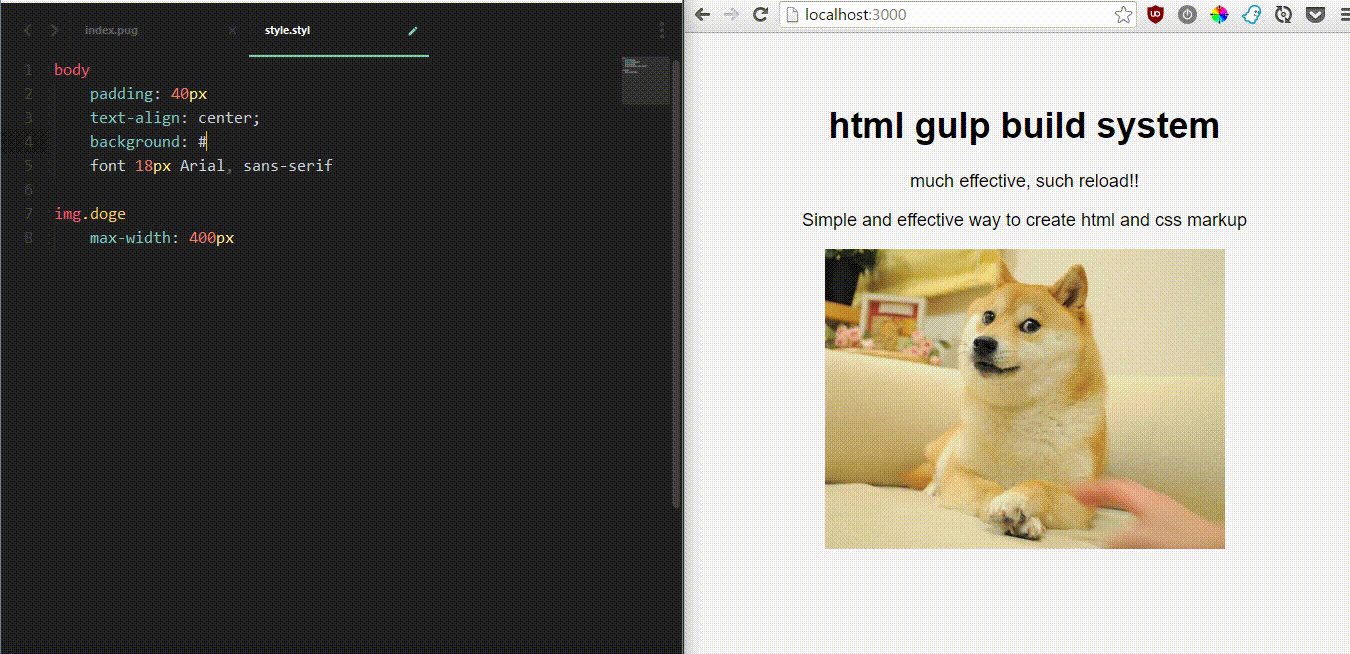 index.pug
style.styl
1 body
2 padding: 40px
3 text-align: center;
4 background: #
5 font 18px Arial, sans-serif
6
7 img.doge
8 max-width: 400px
localhost:3000
html gulp build system
much effective, such reload!!
Simple and effective way to create html and css markup